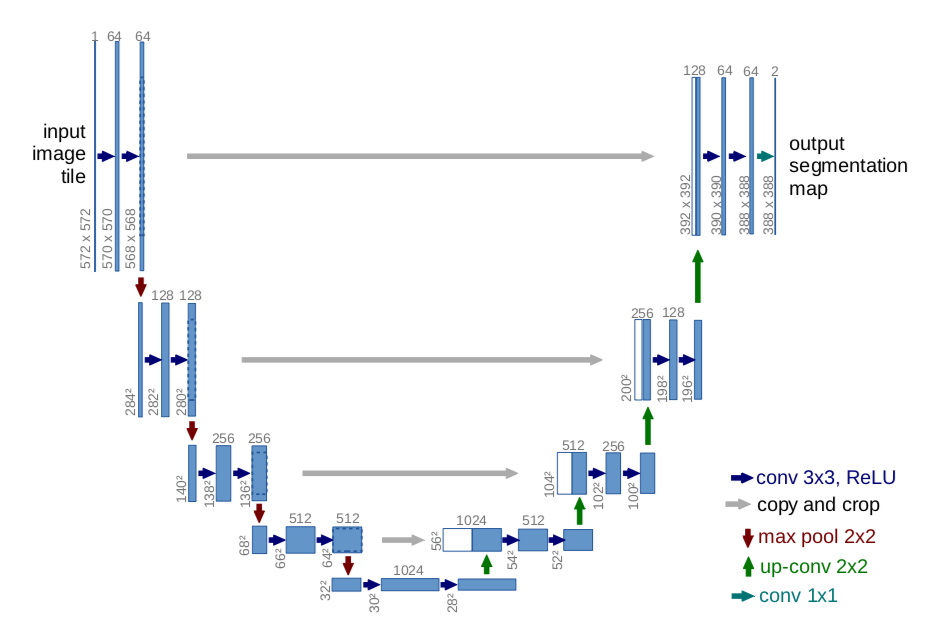 1 64 64
input
image
tile
572 x 572
570 x 570
568 x 568
128 64 64 2
output
segmentation
map
392 x 392
390 x 390
388 x 388
388 x 388
128 128
284²
282²
280²
256 128
200²
198²
196²
256 256
140²
138²
136²
512 256
104²
102²
100²
512 512
68²
66²
64²
1024 512
56²
54²
52²
1024
32²
30²
28²
conv 3x3, ReLU
copy and crop
max pool 2x2
up-conv 2x2
conv 1x1